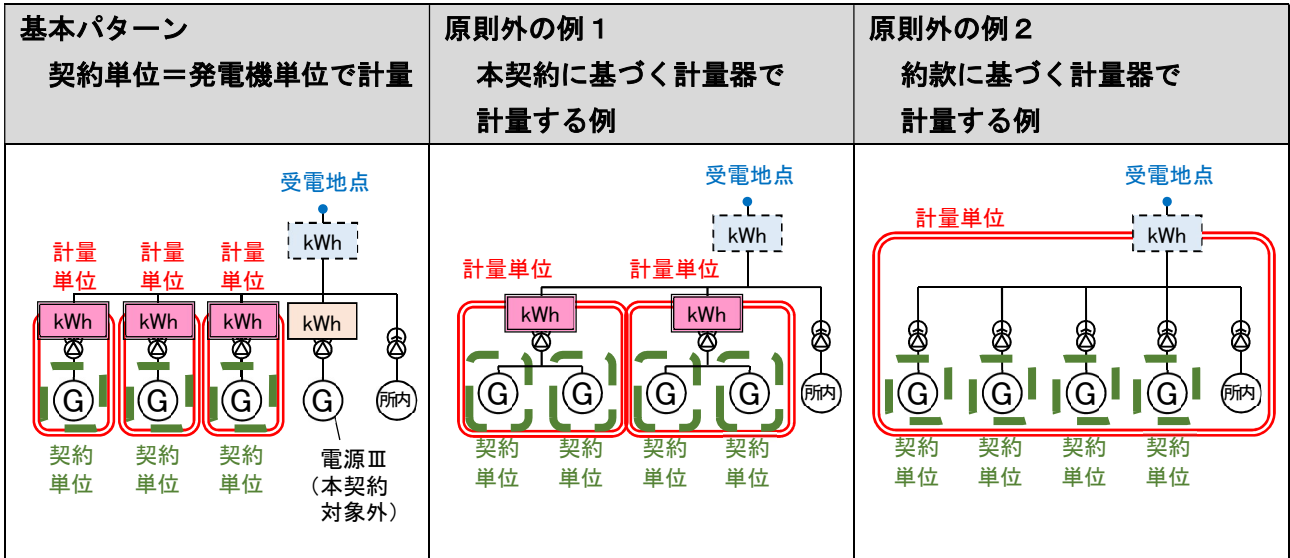 基本パターン
契約単位＝発電機単位で計量
原則外の例１
本契約に基づく計量器で
計量する例
原則外の例２
約款に基づく計量器で
計量する例
受電地点
kWh
計量
単位
計量
単位
計量
単位
kWh
kWh
kWh
kWh
G
G
G
G
所内
契約
単位
契約
単位
契約
単位
電源Ⅲ
（本契約
対象外）
受電地点
kWh
計量単位
計量単位
kWh
kWh
G
G
G
G
所内
契約
単位
契約
単位
契約
単位
契約
単位
受電地点
計量単位
kWh
G
G
G
G
所内
契約
単位
契約
単位
契約
単位
契約
単位